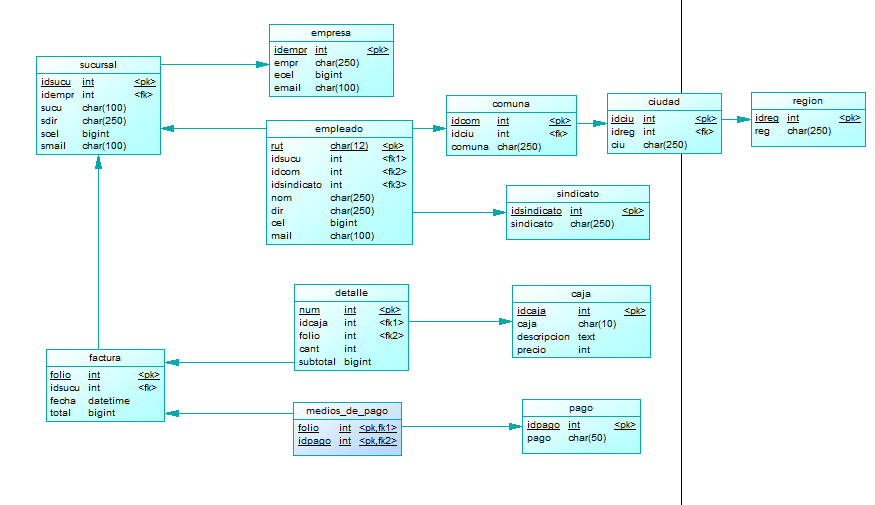 empresa
idempr int <pk>
empr char(250)
ecel bigint
email char(100)
sucursal
idsucu int <pk>
idempr int <fk>
sucu char(100)
sdir char(250)
scel bigint
smail char(100)
empleado
rut char(12) <pk>
idsucu int <fk1>
idcom int <fk2>
idsindicato int <fk3>
nom char(250)
dir char(250)
cel bigint
mail char(100)
comuna
idcom int <pk>
idciu int <fk>
comuna char(250)
ciudad
idciu int <pk>
idreg int <fk>
ciu char(250)
region
idreg int <pk>
reg char(250)
sindicato
idsindicato int <pk>
sindicato char(250)
detalle
num int <pk>
idcaja int <fk1>
folio int <fk2>
cant int
subtotal bigint
caja
idcaja int <pk>
caja char(10)
descripcion text
precio int
factura
folio int <pk>
idsucu int <fk>
fecha datetime
total bigint
medios_de_pago
folio int <pk,fk1>
idpago int <pk,fk2>
pago
idpago int <pk>
pago char(50)